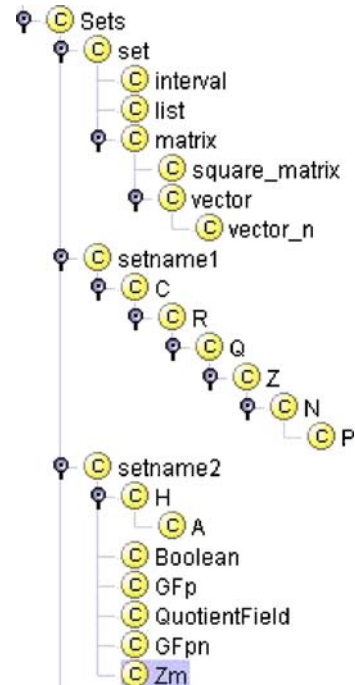 C Sets
C set
C interval
C list
C matrix
C square_matrix
C vector
C vector_n
C setname1
C C
C R
C Q
C Z
C N
C P
C setname2
C H
C A
C Boolean
C GFp
C QuotientField
C GFpn
C Zm